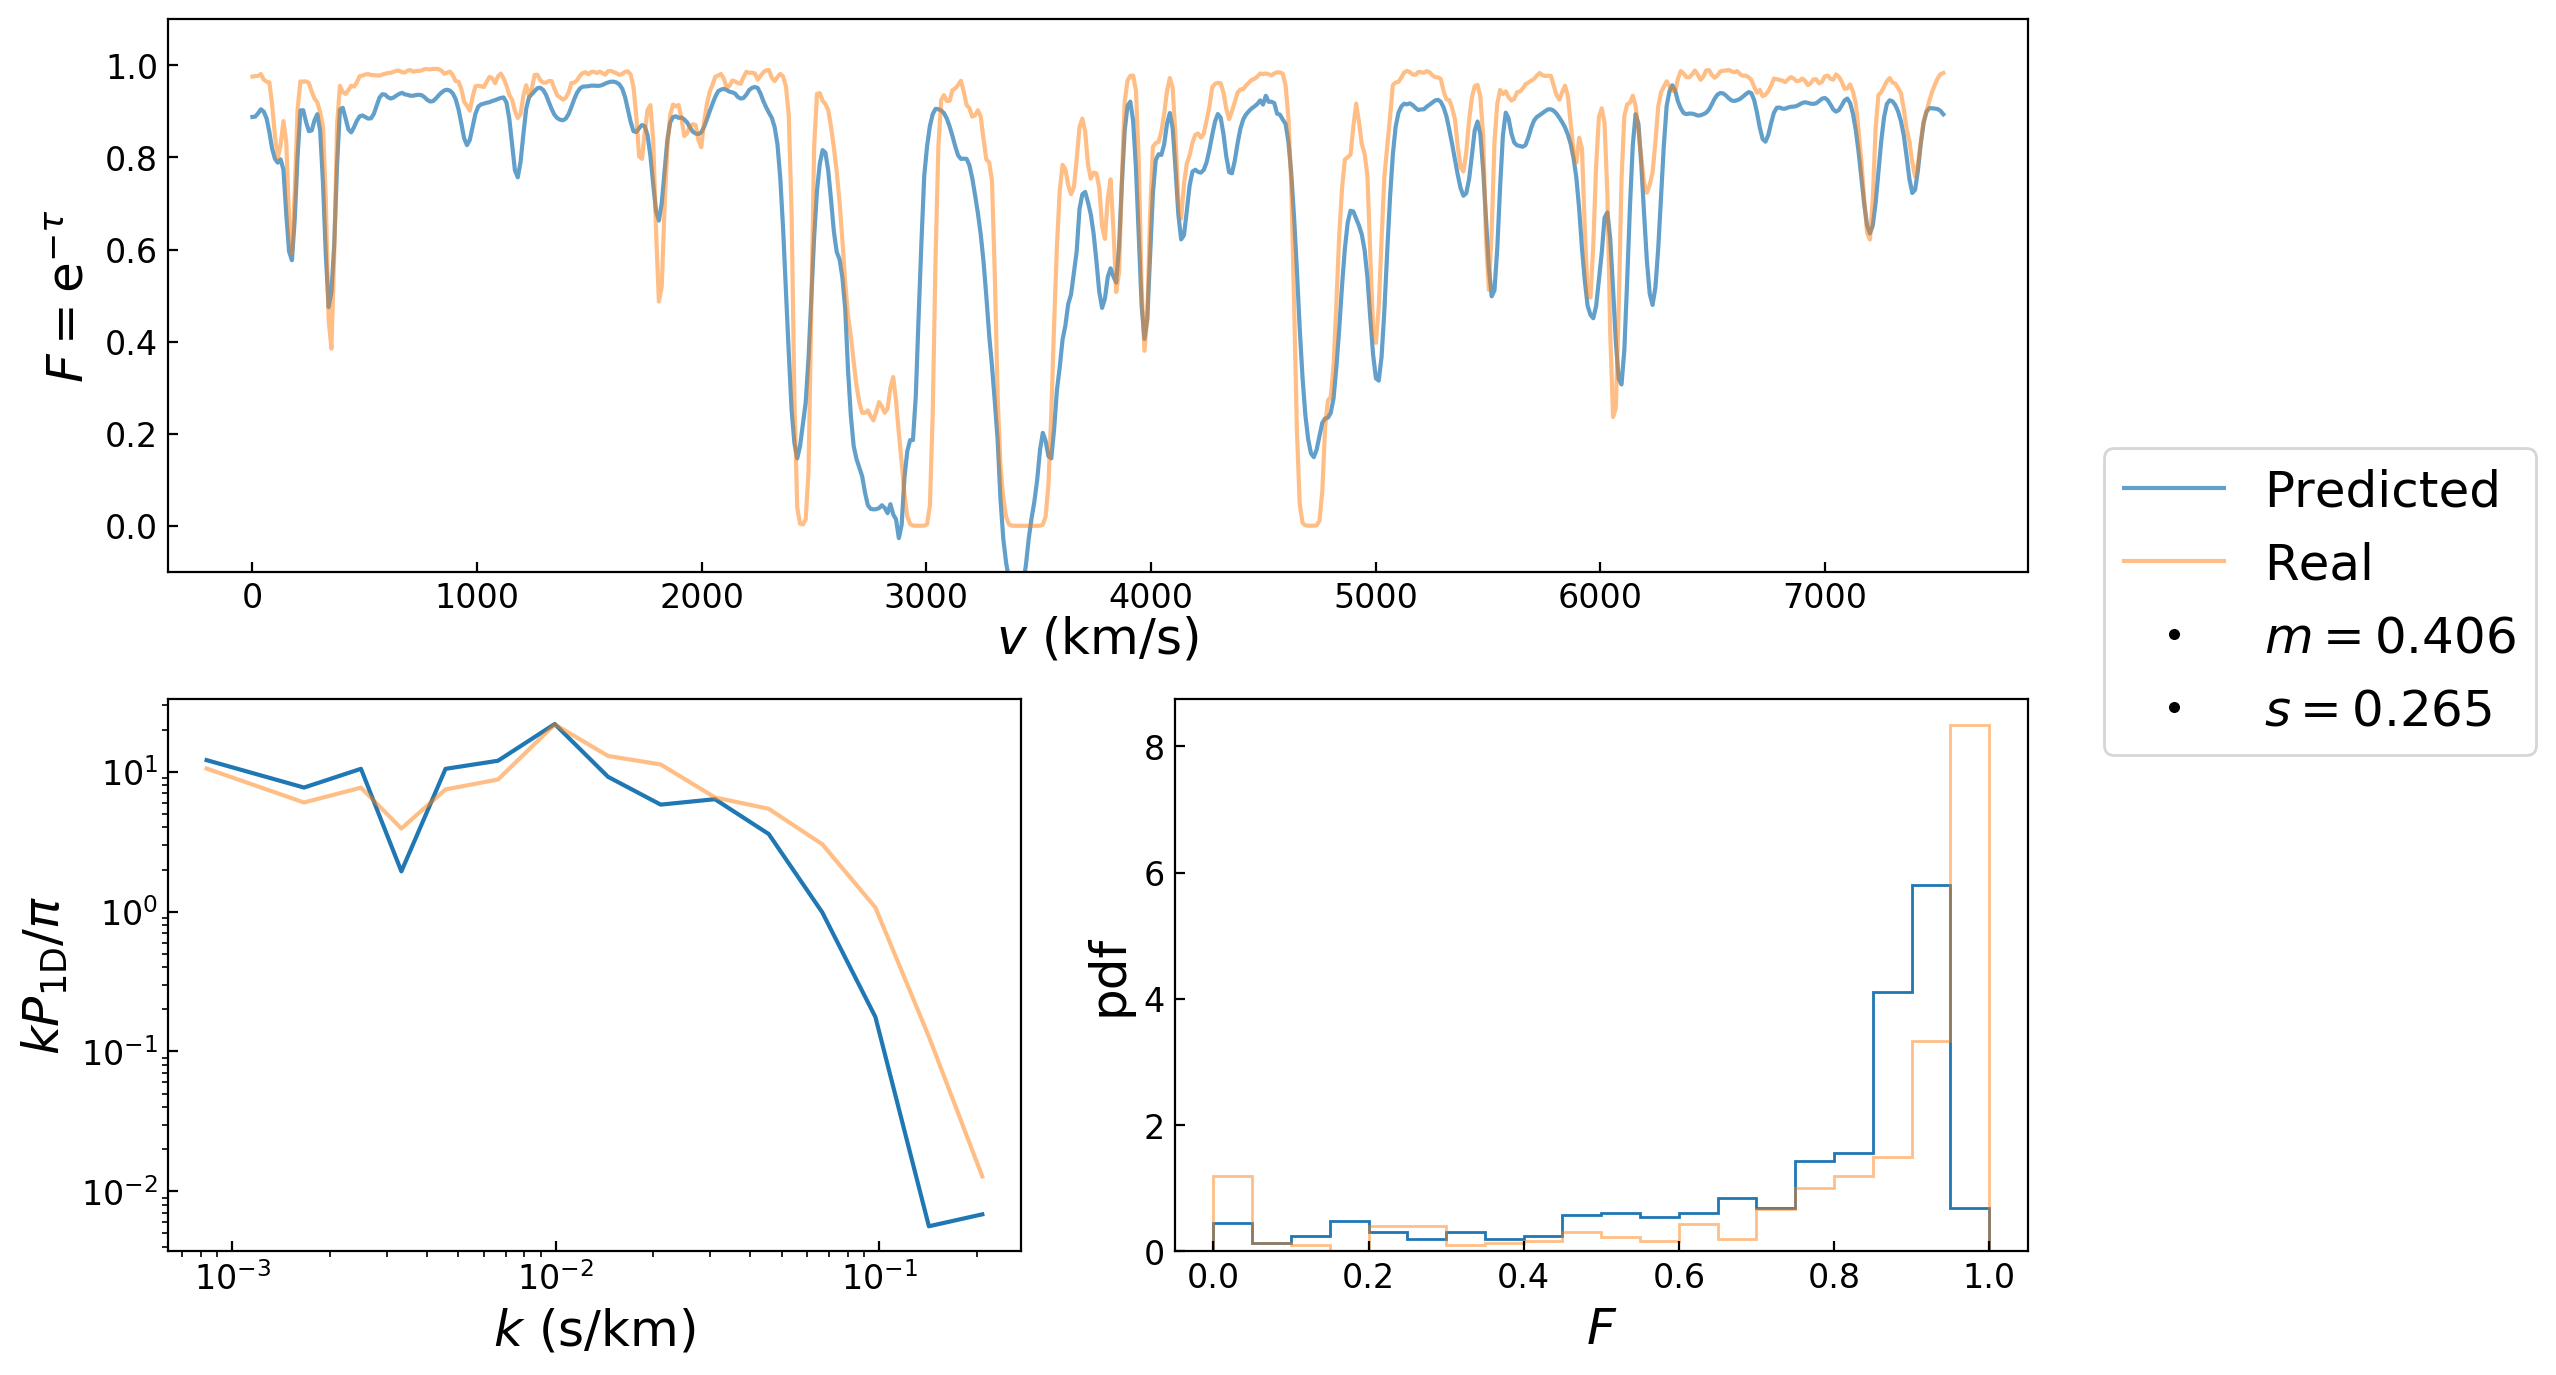 F = e^{−τ}
1.0
0.8
0.6
0.4
0.2
0.0
0 1000 2000 3000 4000 5000 6000 7000
v (km/s)
Predicted
Real
m = 0.406
s = 0.265
kP_{1D}/π
10^1
10^0
10^{−1}
10^{−2}
10^{−3} 10^{−2} 10^{−1}
k (s/km)
pdf
8
6
4
2
0
0.0 0.2 0.4 0.6 0.8 1.0
F